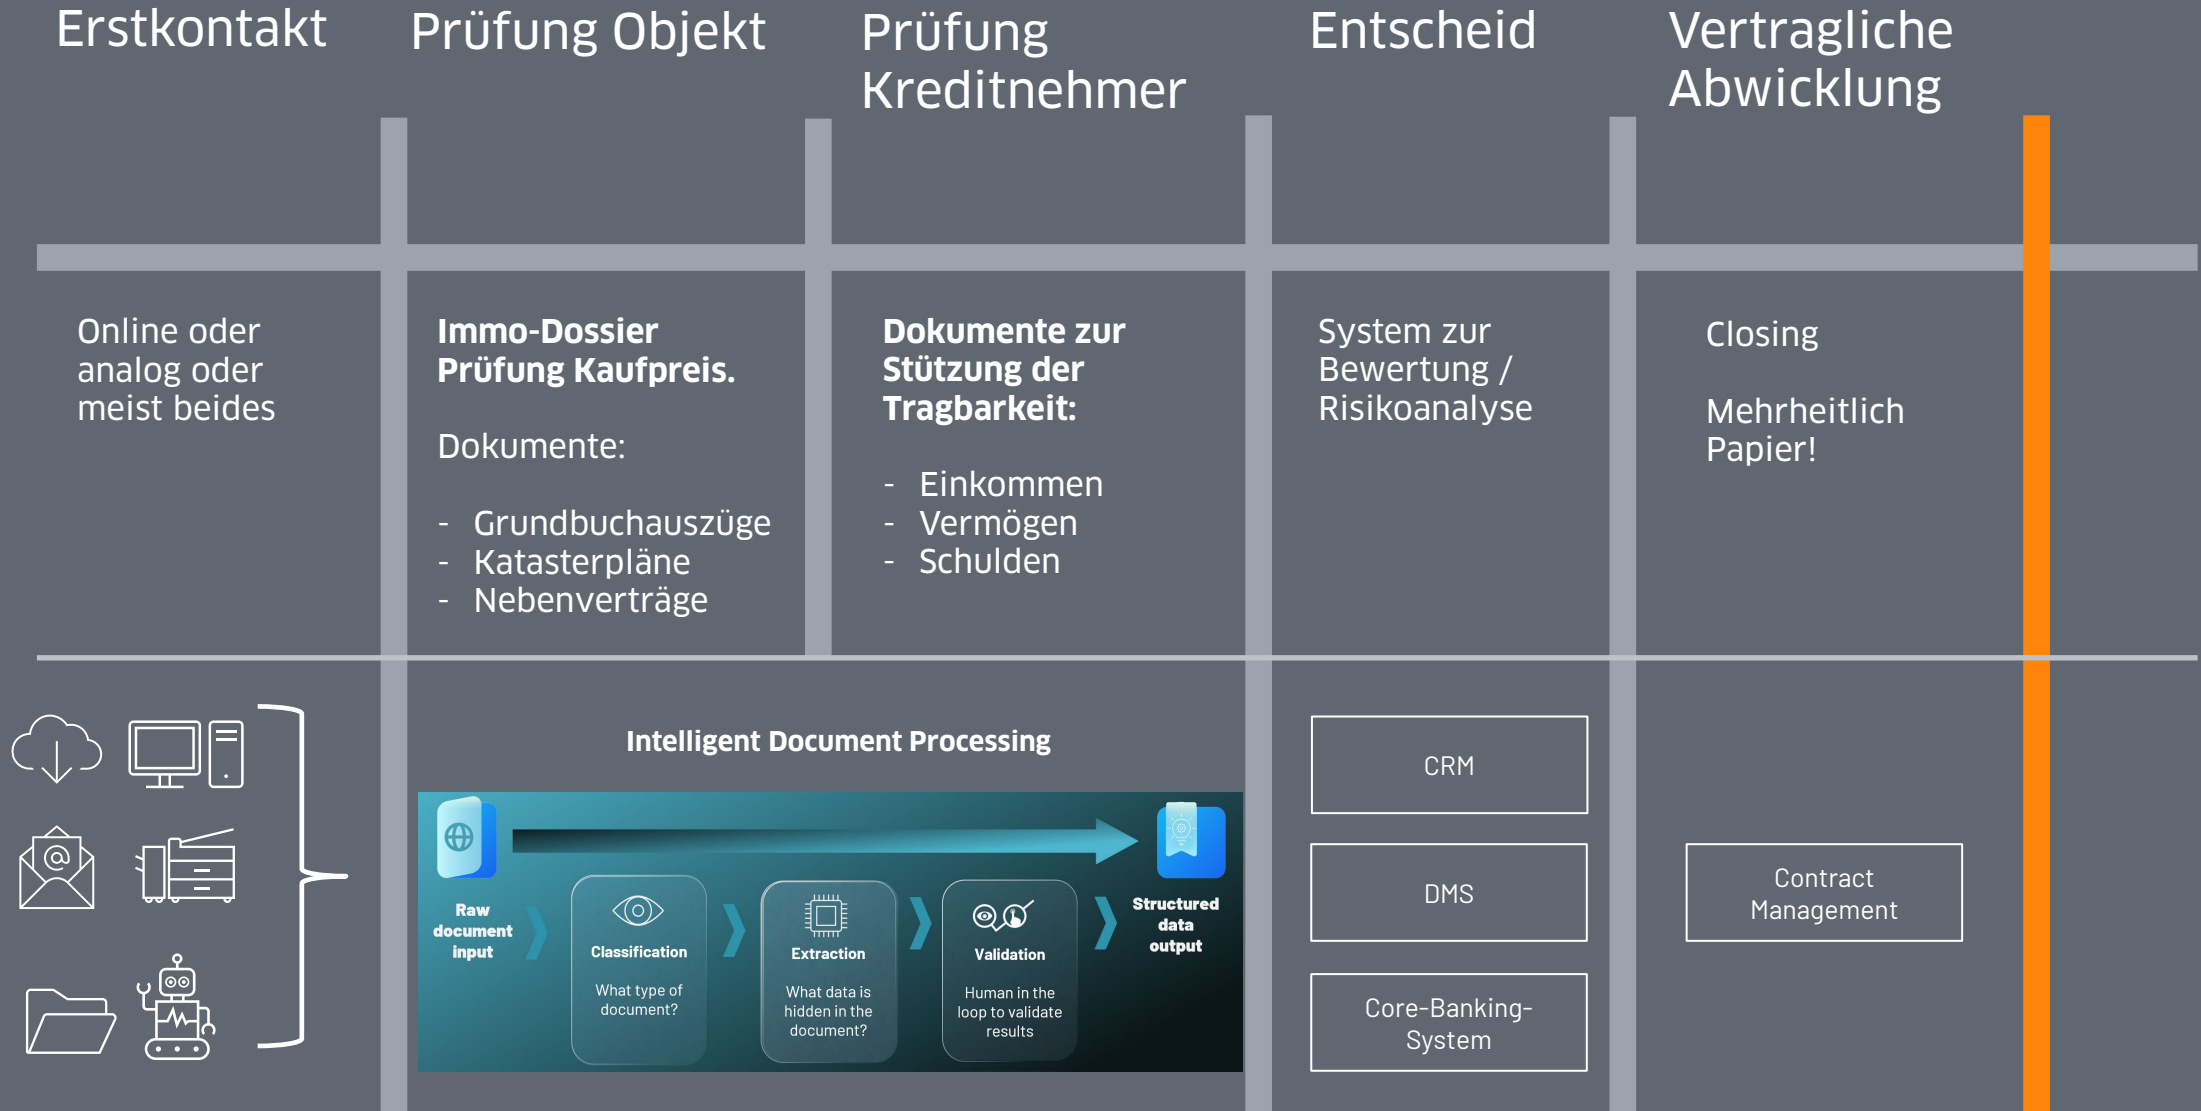 Erstkontakt
Prüfung Objekt
Prüfung
Kreditnehmer
Entscheid
Vertragliche
Abwicklung
Online oder
analog oder
meist beides
Immo-Dossier
Prüfung Kaufpreis.
Dokumente:
- Grundbuchauszüge
- Katasterpläne
- Nebenverträge
Dokumente zur
Stützung der
Tragbarkeit:
- Einkommen
- Vermögen
- Schulden
System zur
Bewertung /
Risikoanalyse
Closing
Mehrheitlich
Papier!
@
Intelligent Document Processing
Raw
document
input
Classification
What type of
document?
Extraction
What data is
hidden in the
document?
Validation
Human in the
loop to validate
results
Structured
data
output
CRM
DMS
Core-Banking-
System
Contract
Management